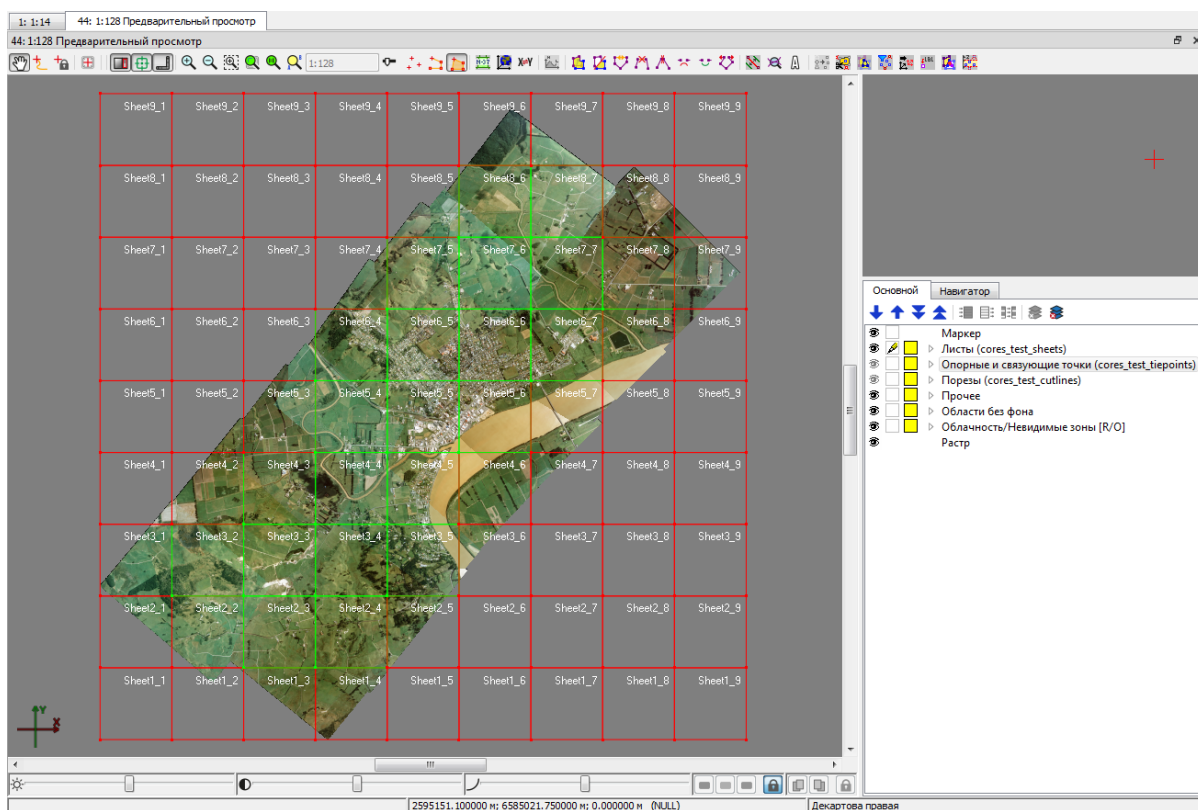 1: 1:14 44: 1:128 Предварительный просмотр
44: 1:128 Предварительный просмотр
1:128
Sheet9_1 Sheet9_2 Sheet9_3 Sheet9_4 Sheet9_5 Sheet9_6 Sheet9_7 Sheet9_8 Sheet9_9
Sheet8_1 Sheet8_2 Sheet8_3 Sheet8_4 Sheet8_5 Sheet8_6 Sheet8_7 Sheet8_8 Sheet8_9
Sheet7_1 Sheet7_2 Sheet7_3 Sheet7_4 Sheet7_5 Sheet7_6 Sheet7_7 Sheet7_8 Sheet7_9
Sheet6_1 Sheet6_2 Sheet6_3 Sheet6_4 Sheet6_5 Sheet6_6 Sheet6_7 Sheet6_8 Sheet6_9
Sheet5_1 Sheet5_2 Sheet5_3 Sheet5_4 Sheet5_5 Sheet5_6 Sheet5_7 Sheet5_8 Sheet5_9
Sheet4_1 Sheet4_2 Sheet4_3 Sheet4_4 Sheet4_5 Sheet4_6 Sheet4_7 Sheet4_8 Sheet4_9
Sheet3_1 Sheet3_2 Sheet3_3 Sheet3_4 Sheet3_5 Sheet3_6 Sheet3_7 Sheet3_8 Sheet3_9
Sheet2_1 Sheet2_2 Sheet2_3 Sheet2_4 Sheet2_5 Sheet2_6 Sheet2_7 Sheet2_8 Sheet2_9
Sheet1_1 Sheet1_2 Sheet1_3 Sheet1_4 Sheet1_5 Sheet1_6 Sheet1_7 Sheet1_8 Sheet1_9
Y
X
Основной Навигатор
Маркер
Листы (cores_test_sheets)
Опорные и связующие точки (cores_test_tiepoints)
Порезы (cores_test_cutlines)
Прочее
Области без фона
Облачность/Невидимые зоны [R/O]
Растр
2595151.100000 м; 6585021.750000 м; 0.000000 м (NULL) Декартова правая